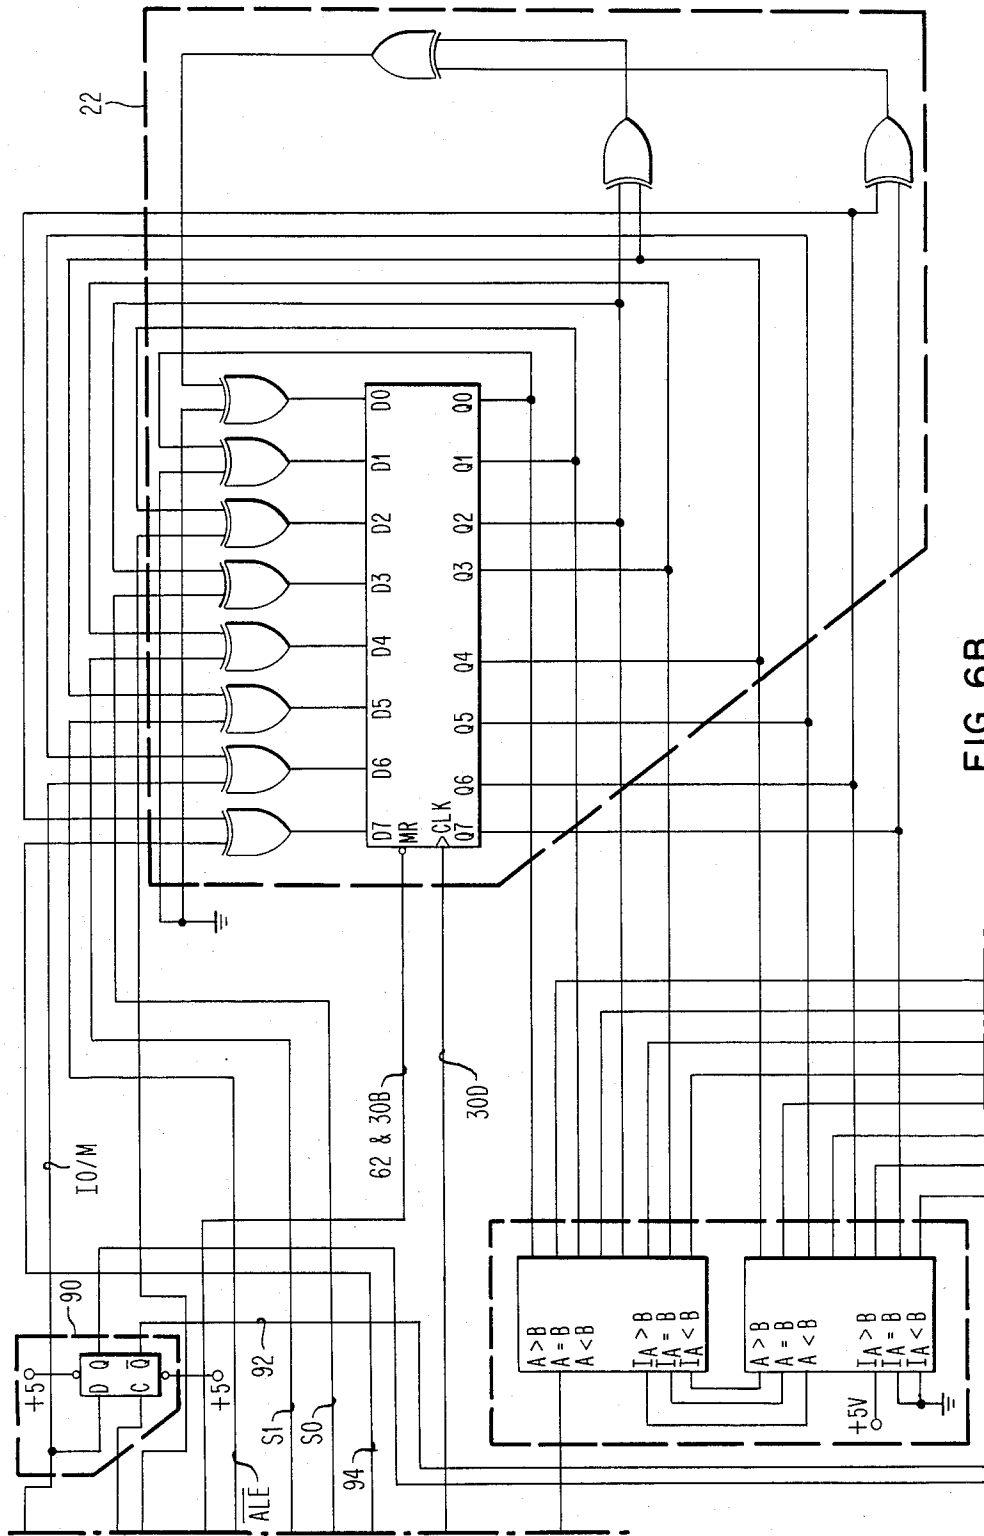 22
D0
D1
D2
D3
D4
D5
D6
D7
MR
CLK
Q0
Q1
Q2
Q3
Q4
Q5
Q6
Q7
FIG. 6B
IO/M
62 & 30B
30D
90
+5
D Q
C Q̅
+5
92
A̅L̅E̅
S1
S0
94
A > B
A = B
A < B
IA > B
IA = B
IA < B
A > B
A = B
A < B
IA > B
IA = B
IA < B
+5V